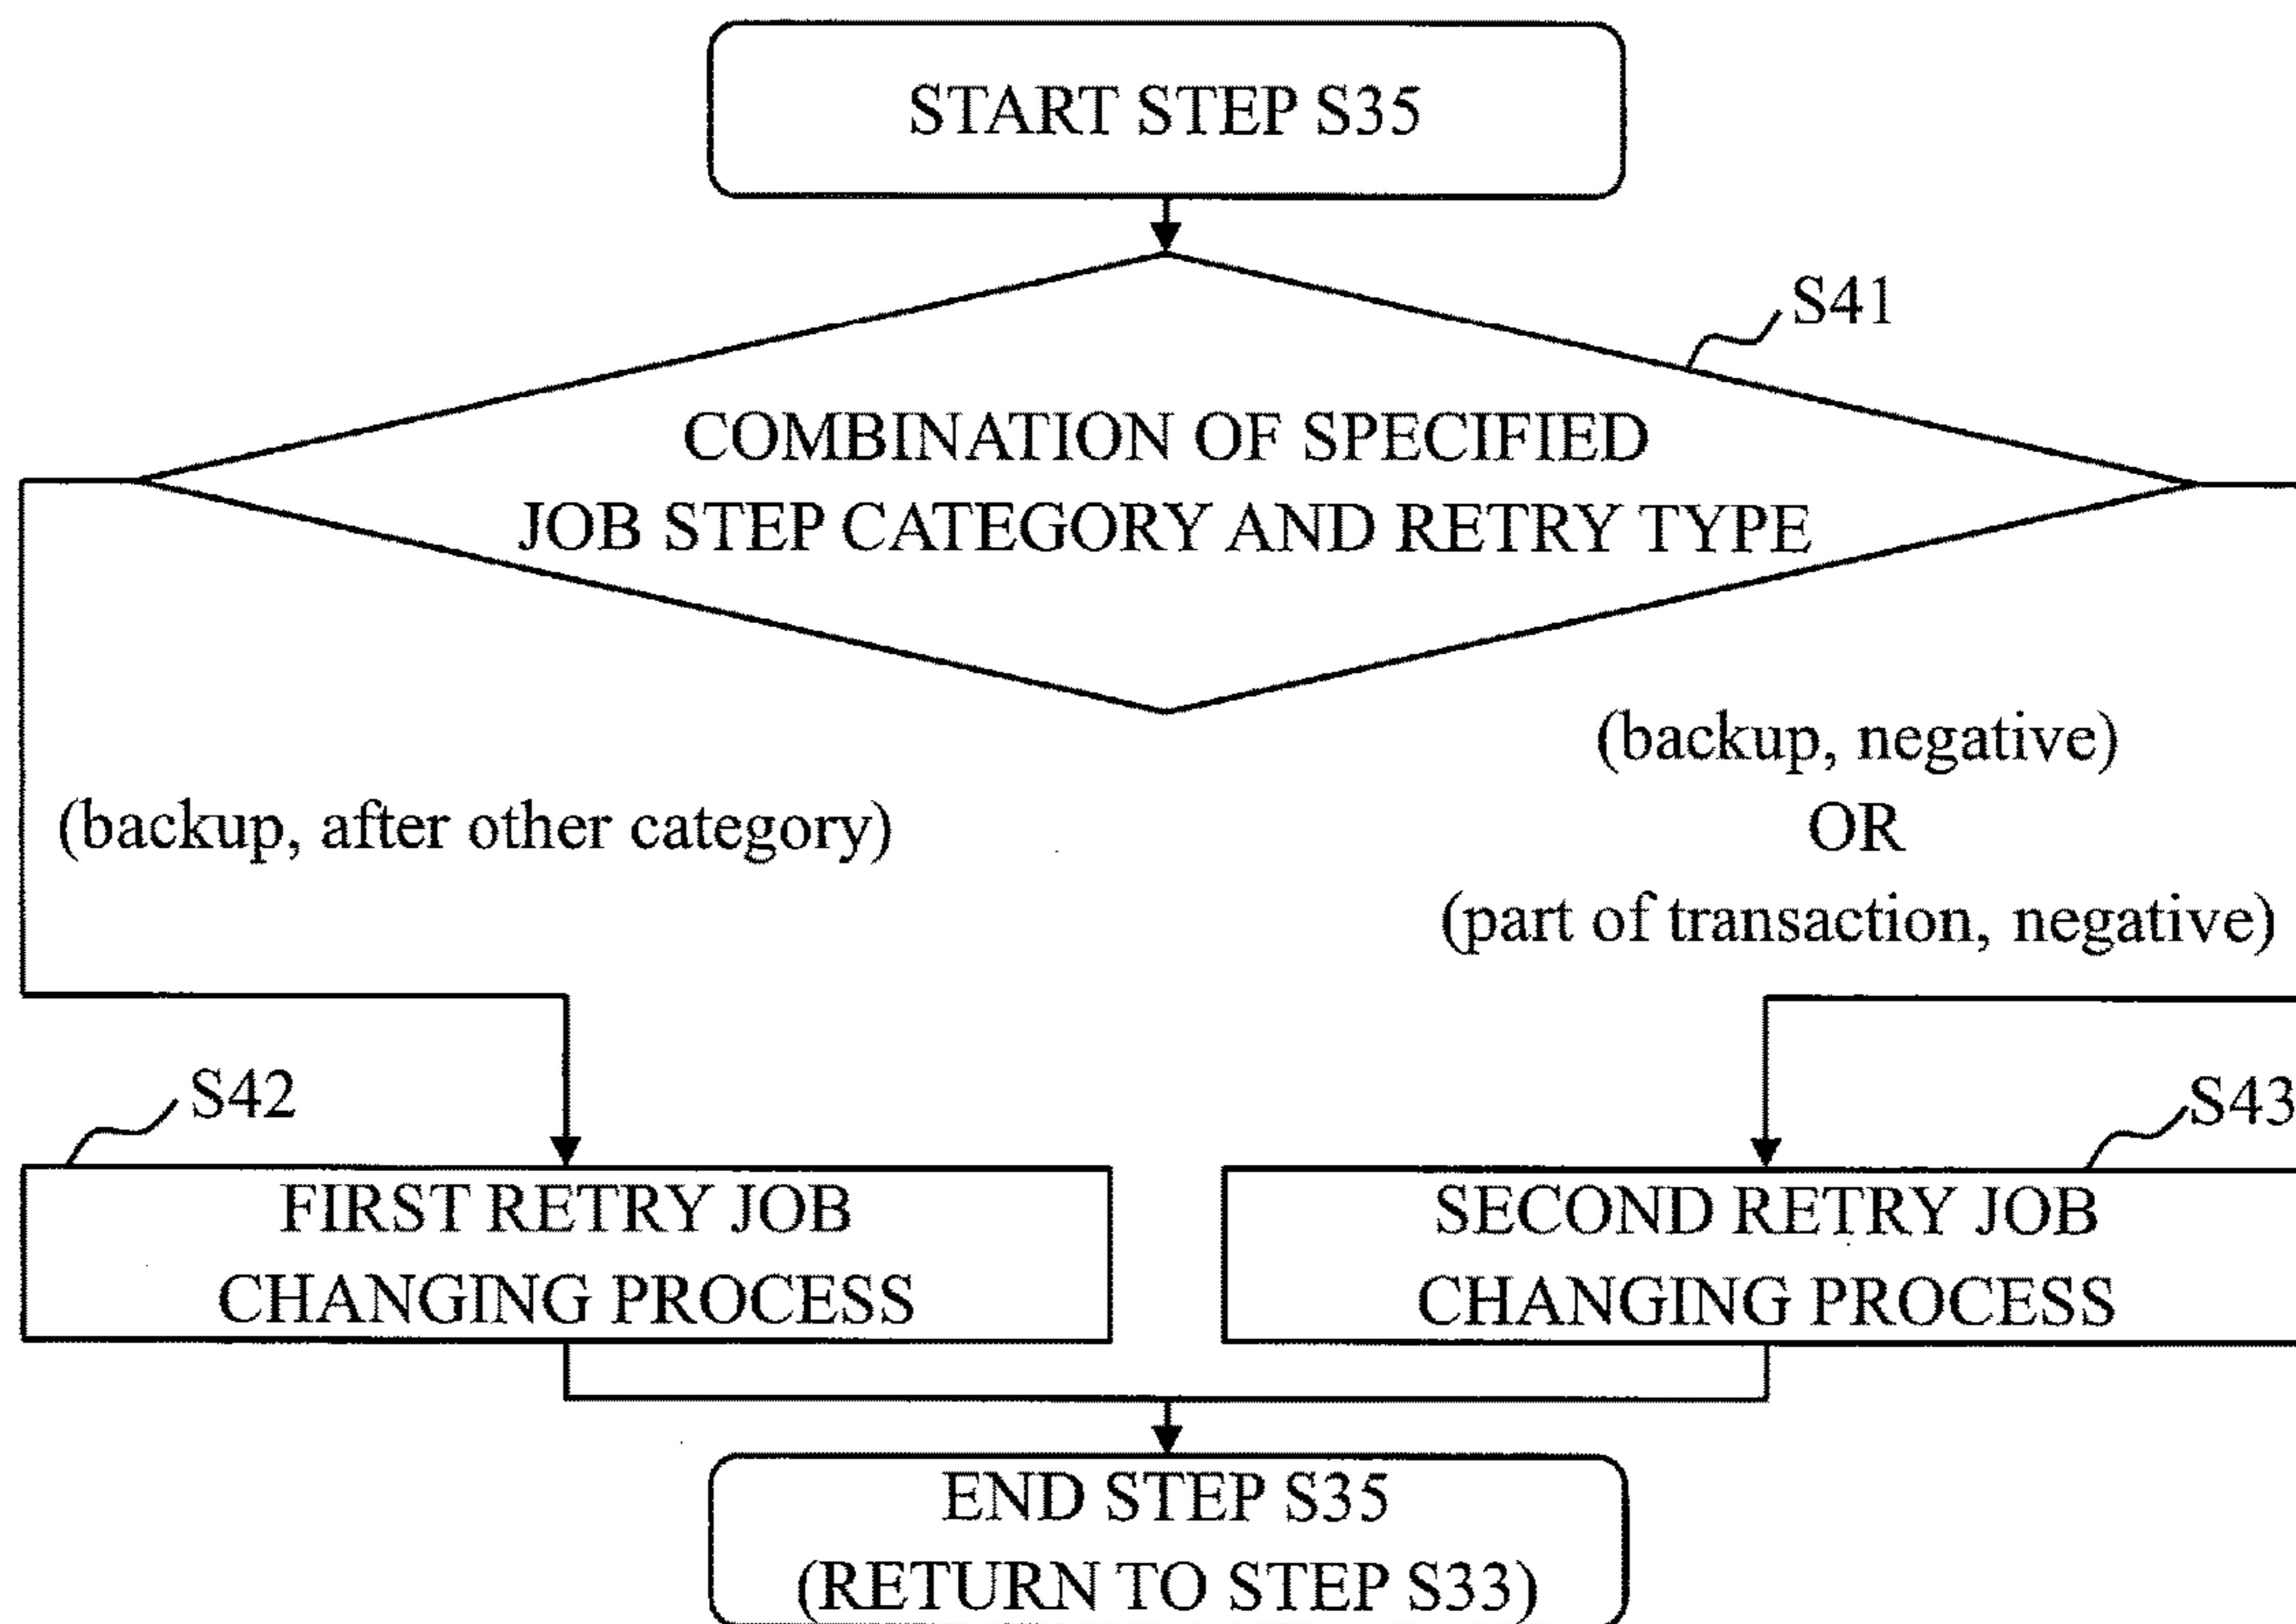 START STEP S35
S41
COMBINATION OF SPECIFIED
JOB STEP CATEGORY AND RETRY TYPE
(backup, after other category)
(backup, negative)
OR
(part of transaction, negative)
S42
FIRST RETRY JOB
CHANGING PROCESS
S43
SECOND RETRY JOB
CHANGING PROCESS
END STEP S35
(RETURN TO STEP S33)